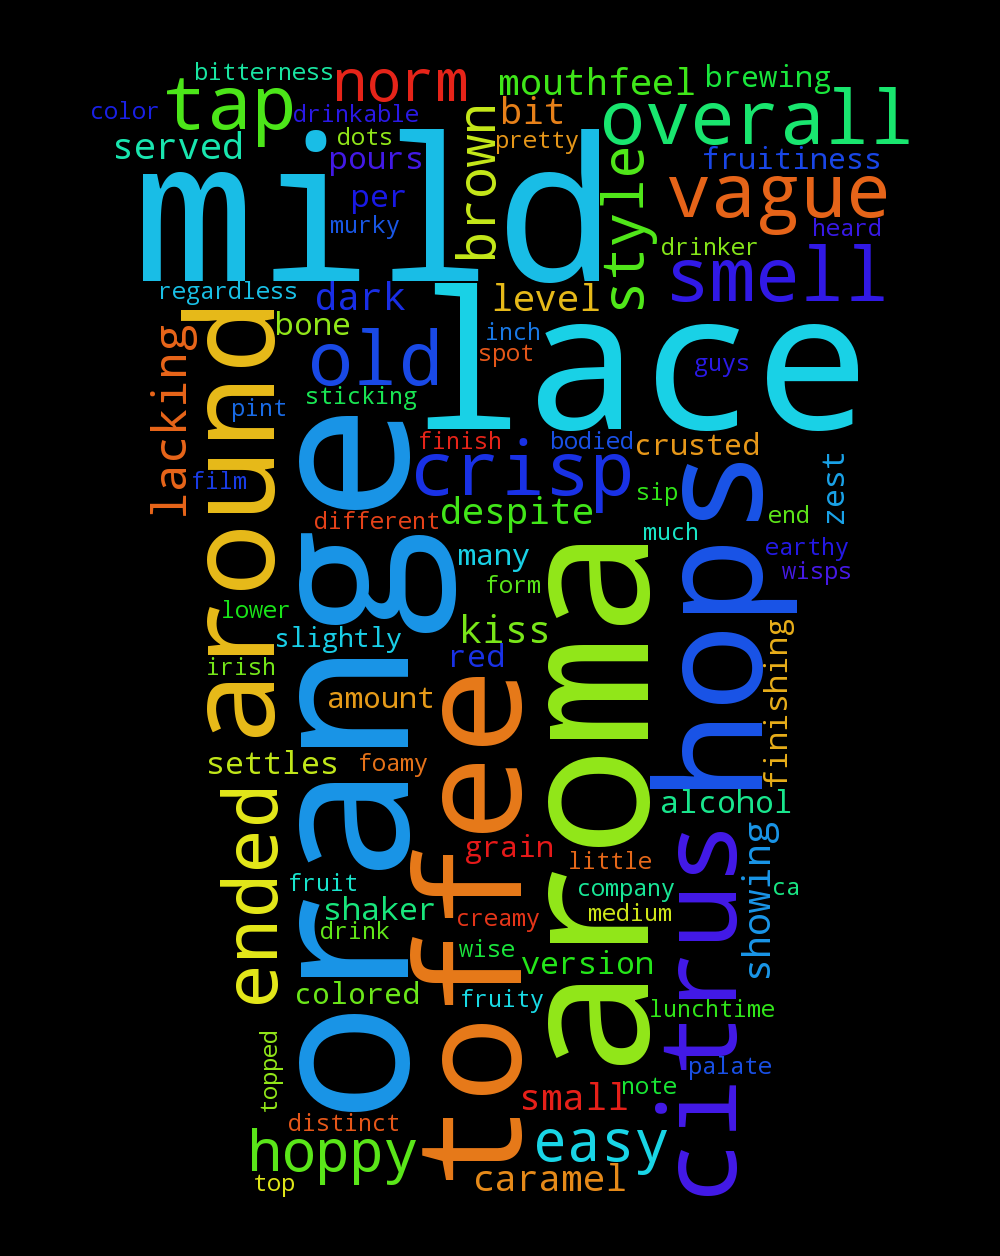 bitterness
norm
mouthfeel
brewing
color
tap
drinkable
bit
overall
served
dots
pretty
pours
brown
fruitiness
mild
per
style
vague
murky
heard
drinker
smell
regardless
dark
level
bone
old
inch
lace
spot
guys
lacking
around
pint
sticking
orange
finish
bodied
crusted
crisp
film
zest
sip
different
despite
end
hops
much
earthy
many
wisps
form
aroma
lower
slightly
kiss
irish
red
finishing
amount
toffee
settles
foamy
ended
alcohol
grain
little
citrus
showing
fruit
company
ca
shaker
creamy
medium
drink
wise
version
colored
fruity
lunchtime
topped
palate
note
small
distinct
hoppy
easy
top
caramel